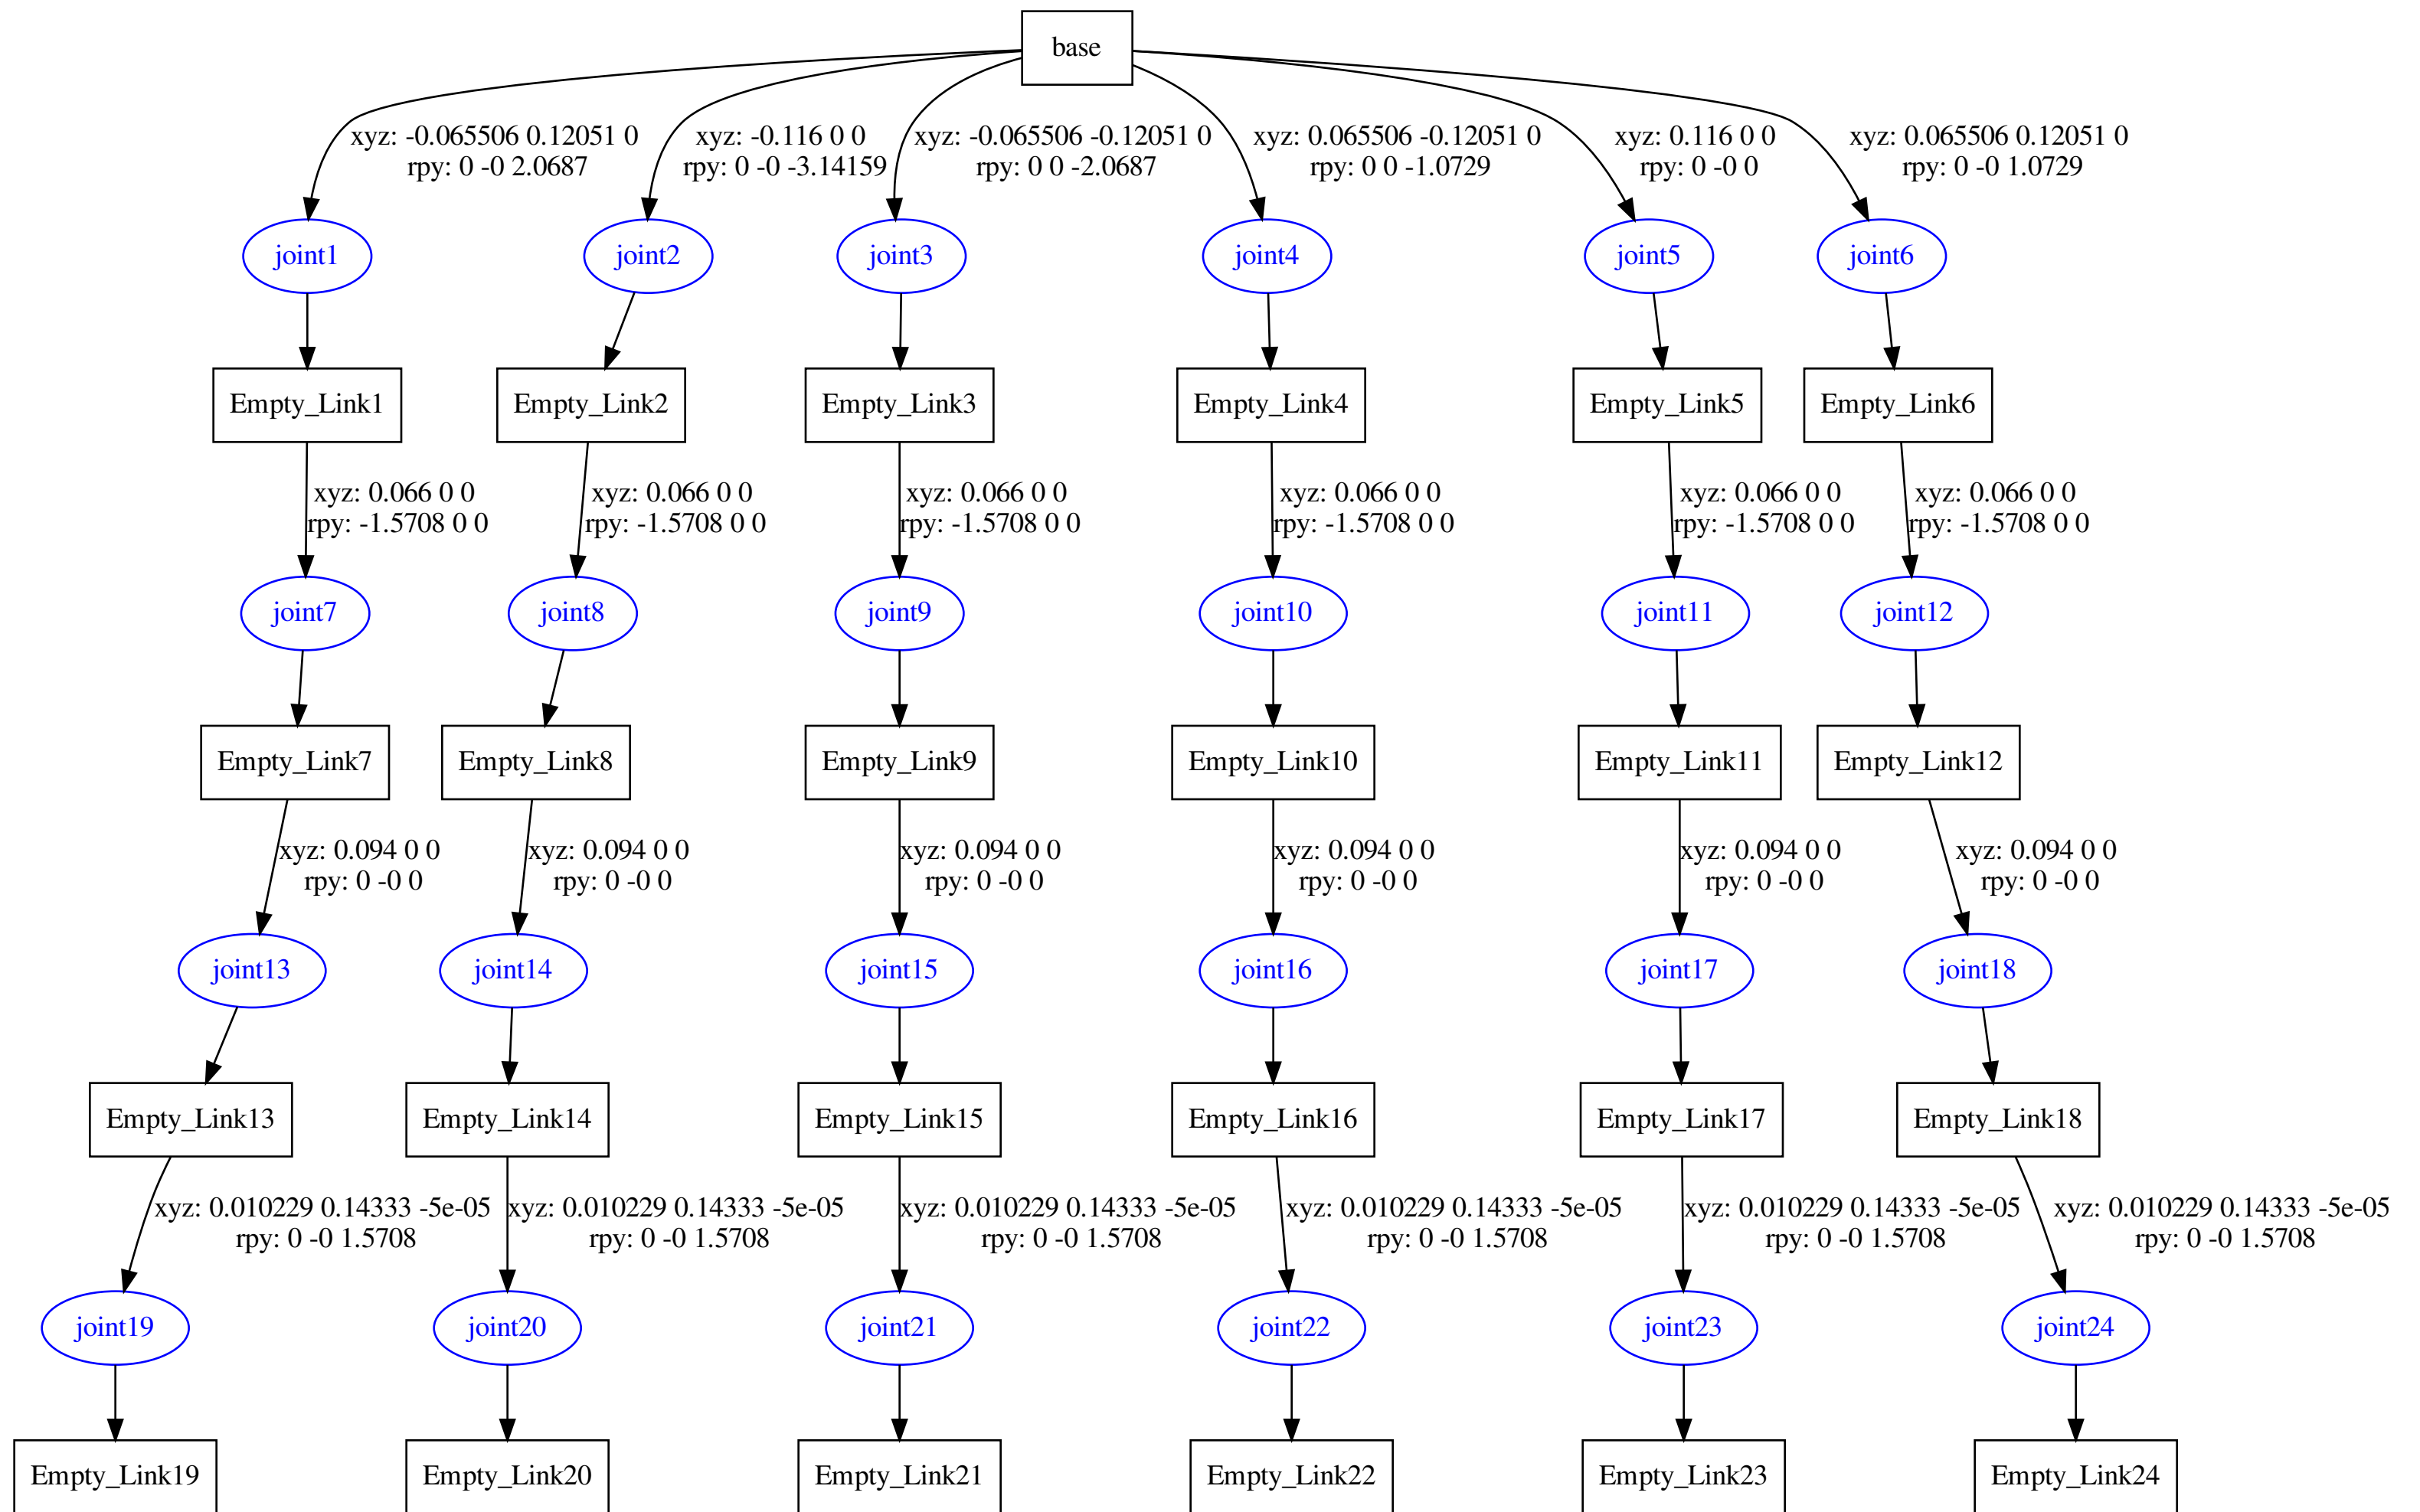 base
xyz: -0.065506 0.12051 0
rpy: 0 -0 2.0687
xyz: -0.116 0 0
rpy: 0 -0 -3.14159
xyz: -0.065506 -0.12051 0
rpy: 0 0 -2.0687
xyz: 0.065506 -0.12051 0
rpy: 0 0 -1.0729
xyz: 0.116 0 0
rpy: 0 -0 0
xyz: 0.065506 0.12051 0
rpy: 0 -0 1.0729
joint1
joint2
joint3
joint4
joint5
joint6
Empty_Link1
Empty_Link2
Empty_Link3
Empty_Link4
Empty_Link5
Empty_Link6
xyz: 0.066 0 0
rpy: -1.5708 0 0
xyz: 0.066 0 0
rpy: -1.5708 0 0
xyz: 0.066 0 0
rpy: -1.5708 0 0
xyz: 0.066 0 0
rpy: -1.5708 0 0
xyz: 0.066 0 0
rpy: -1.5708 0 0
xyz: 0.066 0 0
rpy: -1.5708 0 0
joint7
joint8
joint9
joint10
joint11
joint12
Empty_Link7
Empty_Link8
Empty_Link9
Empty_Link10
Empty_Link11
Empty_Link12
xyz: 0.094 0 0
rpy: 0 -0 0
xyz: 0.094 0 0
rpy: 0 -0 0
xyz: 0.094 0 0
rpy: 0 -0 0
xyz: 0.094 0 0
rpy: 0 -0 0
xyz: 0.094 0 0
rpy: 0 -0 0
xyz: 0.094 0 0
rpy: 0 -0 0
joint13
joint14
joint15
joint16
joint17
joint18
Empty_Link13
Empty_Link14
Empty_Link15
Empty_Link16
Empty_Link17
Empty_Link18
xyz: 0.010229 0.14333 -5e-05
rpy: 0 -0 1.5708
xyz: 0.010229 0.14333 -5e-05
rpy: 0 -0 1.5708
xyz: 0.010229 0.14333 -5e-05
rpy: 0 -0 1.5708
xyz: 0.010229 0.14333 -5e-05
rpy: 0 -0 1.5708
xyz: 0.010229 0.14333 -5e-05
rpy: 0 -0 1.5708
xyz: 0.010229 0.14333 -5e-05
rpy: 0 -0 1.5708
joint19
joint20
joint21
joint22
joint23
joint24
Empty_Link19
Empty_Link20
Empty_Link21
Empty_Link22
Empty_Link23
Empty_Link24